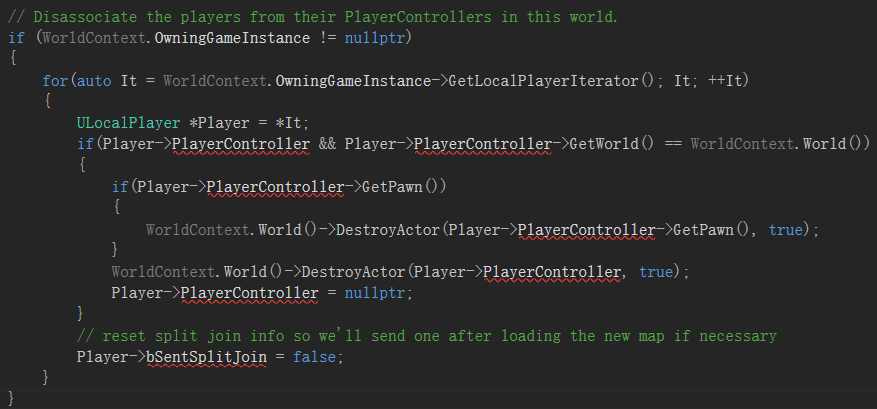 // Disassociate the players from their PlayerControllers in this world.
if (WorldContext.OwningGameInstance != nullptr)
{
    for(auto It = WorldContext.OwningGameInstance->GetLocalPlayerIterator(); It; ++It)
    {
        ULocalPlayer *Player = *It;
        if(Player->PlayerController && Player->PlayerController->GetWorld() == WorldContext.World())
        {
            if(Player->PlayerController->GetPawn())
            {
                WorldContext.World()->DestroyActor(Player->PlayerController->GetPawn(), true);
            }
            WorldContext.World()->DestroyActor(Player->PlayerController, true);
            Player->PlayerController = nullptr;
        }
        // reset split join info so we'll send one after loading the new map if necessary
        Player->bSentSplitJoin = false;
    }
}